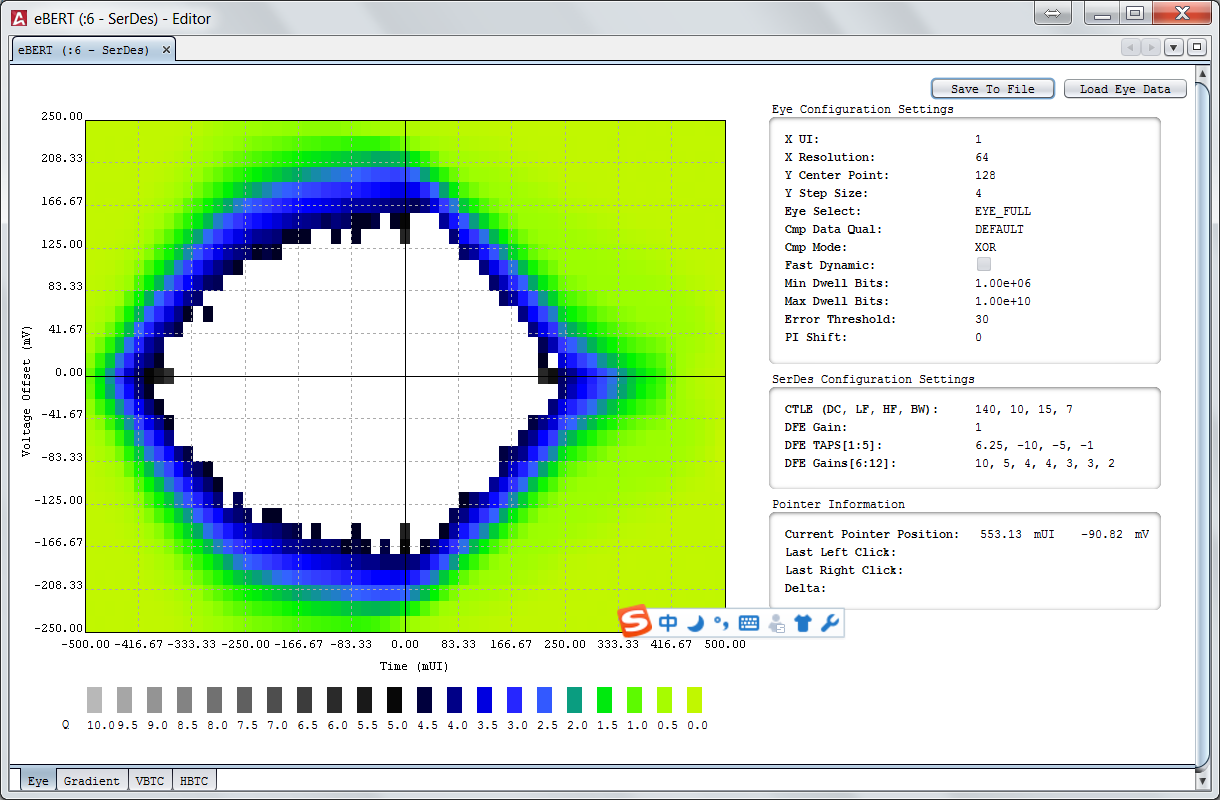 eBERT (:6 - SerDes) - Editor
eBERT (:6 - SerDes)
Save To File
Load Eye Data
Eye Configuration Settings
X UI: 1
X Resolution: 64
Y Center Point: 128
Y Step Size: 4
Eye Select: EYE_FULL
Cmp Data Qual: DEFAULT
Cmp Mode: XOR
Fast Dynamic:
Min Dwell Bits: 1.00e+06
Max Dwell Bits: 1.00e+10
Error Threshold: 30
PI Shift: 0
SerDes Configuration Settings
CTLE (DC, LF, HF, BW): 140, 10, 15, 7
DFE Gain: 1
DFE TAPS[1:5]: 6.25, -10, -5, -1
DFE Gains[6:12]: 10, 5, 4, 4, 3, 3, 2
Pointer Information
Current Pointer Position: 553.13 mUI -90.82 mV
Last Left Click:
Last Right Click:
Delta:
250.00
208.33
166.67
125.00
83.33
41.67
0.00
-41.67
-83.33
-125.00
-166.67
-208.33
-250.00
Voltage Offset (mV)
-500.00 -416.67 -333.33 -250.00 -166.67 -83.33 0.00 83.33 166.67 250.00 333.33 416.67 500.00
Time (mUI)
S 中
Q 10.0 9.5 9.0 8.5 8.0 7.5 7.0 6.5 6.0 5.5 5.0 4.5 4.0 3.5 3.0 2.5 2.0 1.5 1.0 0.5 0.0
Eye Gradient VBTC HBTC